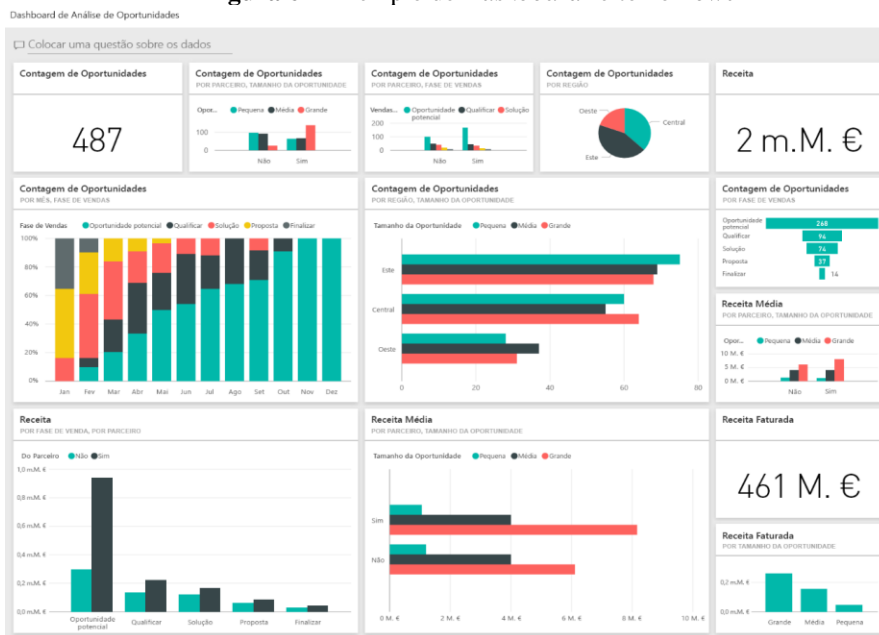 Dashboard de Análise de Oportunidades
Colocar uma questão sobre os dados
Contagem de Oportunidades
487
Contagem de Oportunidades
POR PARCEIRO, TAMANHO DA OPORTUNIDADE
Opor... Pequena Média Grande
100
0
Não Sim
Contagem de Oportunidades
POR PARCEIRO, FASE DE VENDAS
Vendas... Oportunidade potencial Qualificar Solução
200
100
0
Não Sim
Contagem de Oportunidades
POR REGIÃO
Oeste
Central
Este
Receita
2 m.M. €
Contagem de Oportunidades
POR MÊS, FASE DE VENDAS
Fase de Vendas Oportunidade potencial Qualificar Solução Proposta Finalizar
100%
80%
60%
40%
20%
0%
Jan Fev Mar Abr Mai Jun Jul Ago Set Out Nov Dez
Contagem de Oportunidades
POR REGIÃO, TAMANHO DA OPORTUNIDADE
Tamanho da Oportunidade Pequena Média Grande
Este
Central
Oeste
0 20 40 60 80
Contagem de Oportunidades
POR FASE DE VENDAS
Oportunidade potencial 268
Qualificar 94
Solução 74
Proposta 37
Finalizar 14
Receita Média
POR PARCEIRO, TAMANHO DA OPORTUNIDADE
Opor... Pequena Média Grande
10 M. €
5 M. €
0 M. €
Não Sim
Receita
POR FASE DE VENDA, POR PARCEIRO
Do Parceiro Não Sim
1,0 m.M. €
0,8 m.M. €
0,6 m.M. €
0,4 m.M. €
0,2 m.M. €
0,0 m.M. €
Oportunidade potencial Qualificar Solução Proposta Finalizar
Receita Média
POR PARCEIRO, TAMANHO DA OPORTUNIDADE
Tamanho da Oportunidade Pequena Média Grande
Sim
Não
0 M. € 2 M. € 4 M. € 6 M. € 8 M. € 10 M. €
Receita Faturada
461 M. €
Receita Faturada
POR TAMANHO DA OPORTUNIDADE
0,2 m.M. €
0,0 m.M. €
Grande Média Pequena